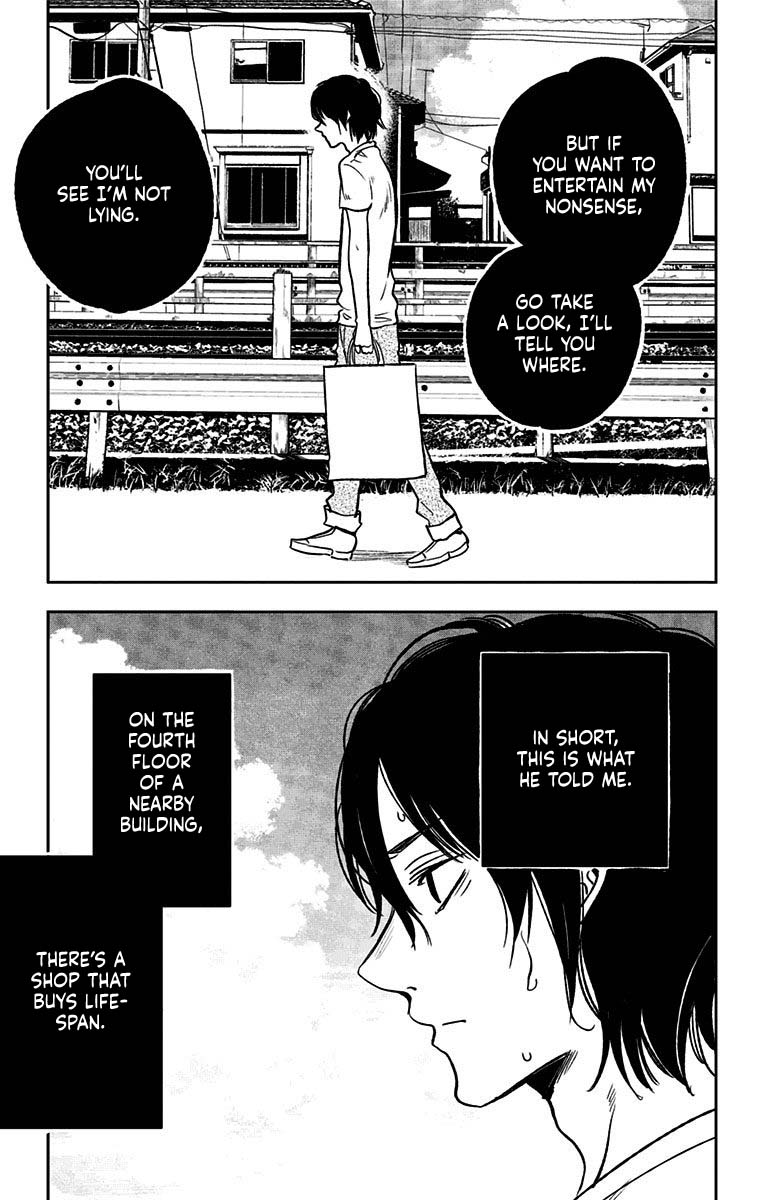 BUT IF
YOU WANT TO
ENTERTAIN MY
NONSENSE,
GO TAKE
A LOOK, I'LL
TELL YOU
WHERE.
YOU'LL
SEE I'M NOT
LYING.
IN SHORT,
THIS IS WHAT
HE TOLD ME.
ON THE
FOURTH
FLOOR
OF A
NEARBY
BUILDING,
THERE'S A
SHOP THAT
BUYS LIFE-
SPAN.